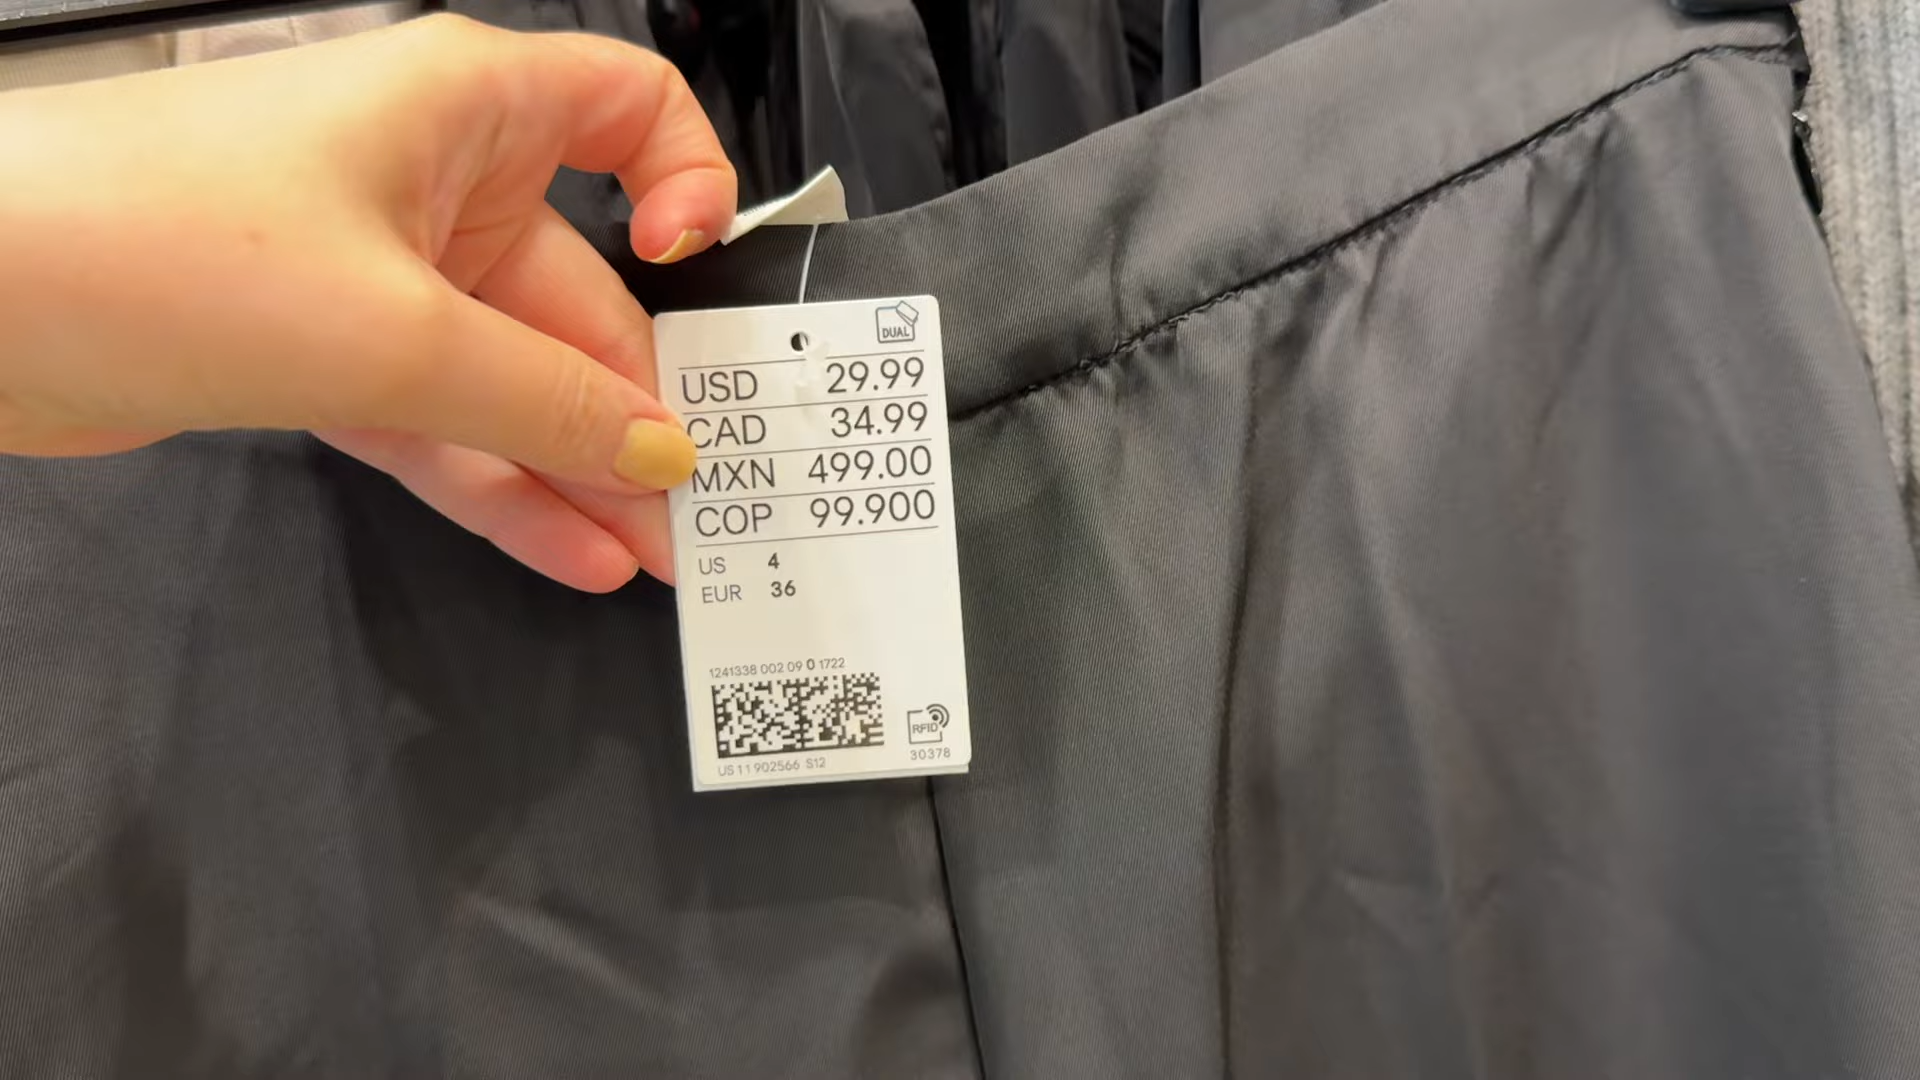 DUAL
USD 29.99
CAD 34.99
MXN 499.00
COP 99.900
US 4
EUR 36
1241338 002 09 0 1722
RFID
30378
US 11 902566 S12